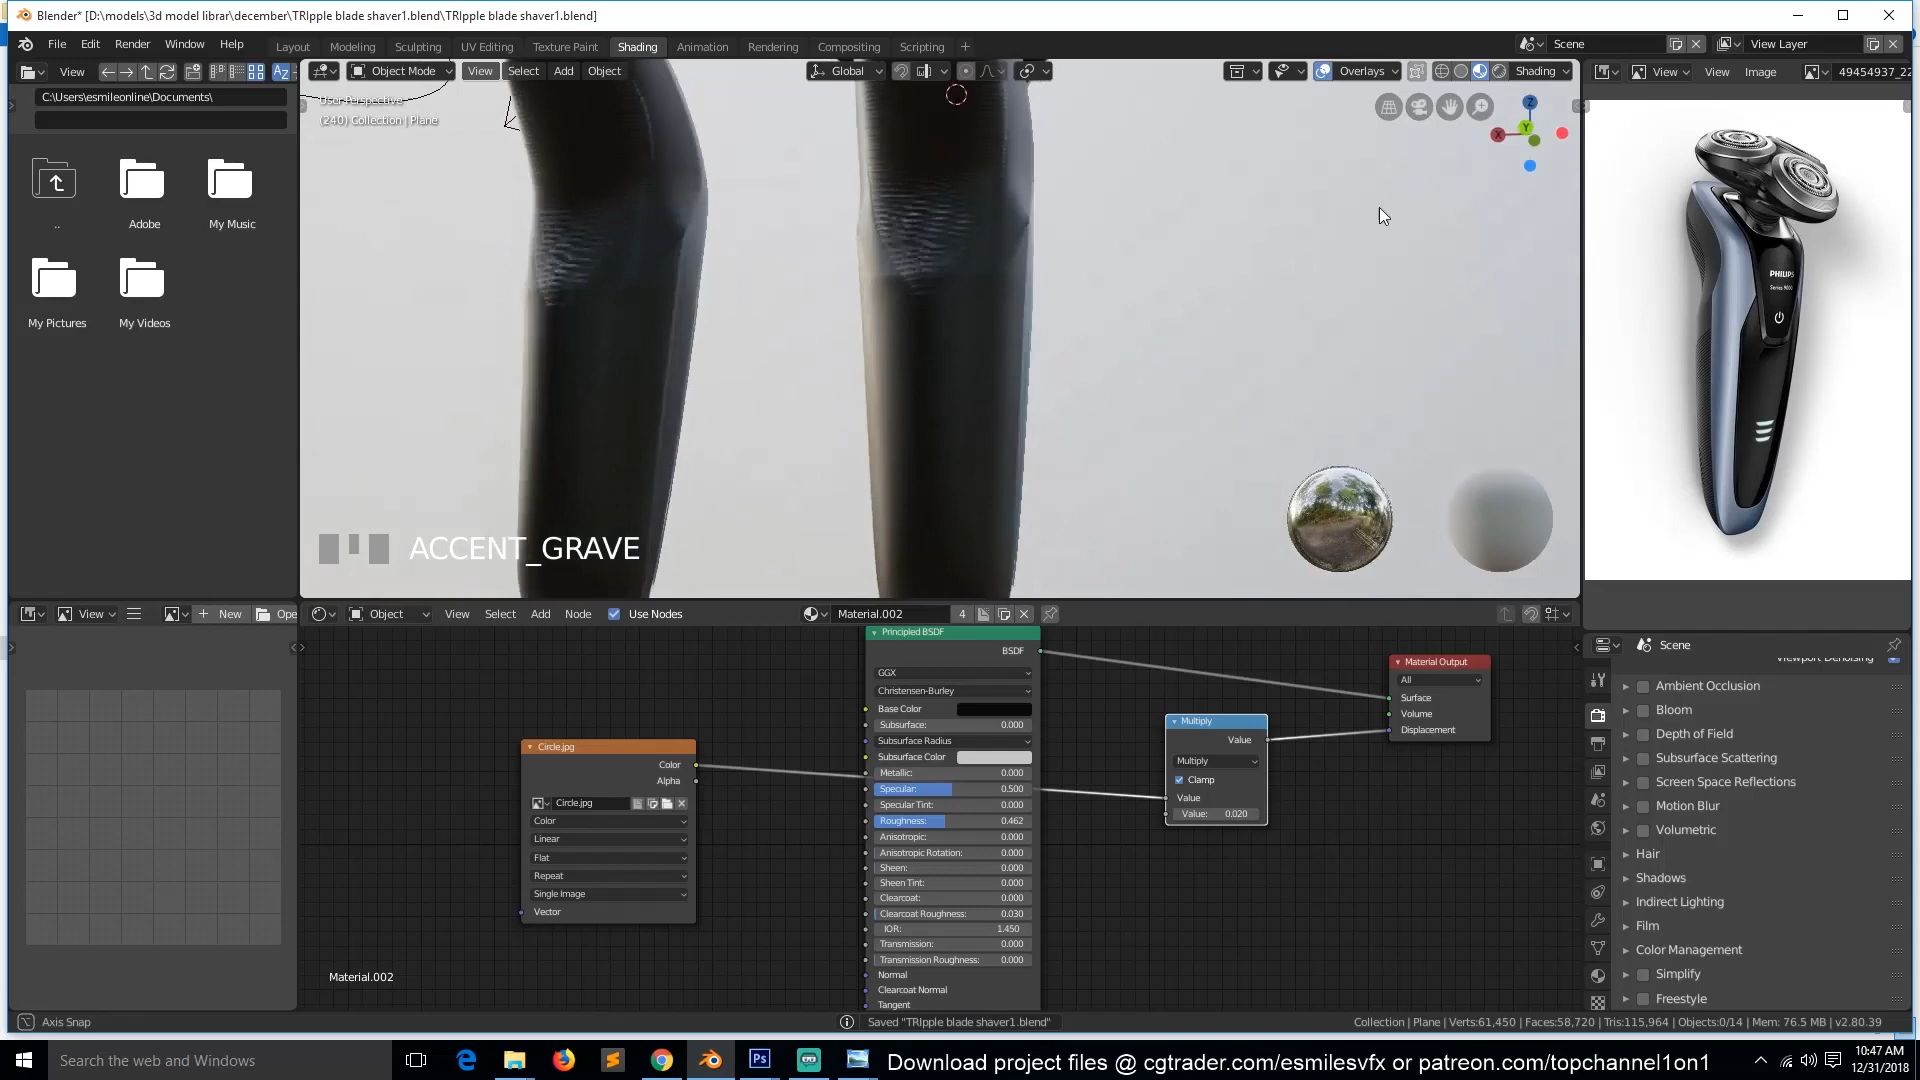 Blender* [D:\models\3d model librar\december\TRIpple blade shaver1.blend\TRIpple blade shaver1.blend]
File Edit Render Window Help
Layout Modeling Sculpting UV Editing Texture Paint Shading Animation Rendering Compositing Scripting +
Scene
View Layer
View
C:\Users\esmileonline\Documents\
..
Adobe
My Music
My Pictures
My Videos
Object Mode View Select Add Object
Global
Overlays
Shading
User Perspective
(240) Collection | Plane
Z
Y
X
ACCENT_GRAVE
View View Image 49454937_22
PHILIPS
Series 9000
View New Ope
Object View Select Add Node Use Nodes
Material.002 4
Circle.jpg
Color
Alpha
Circle.jpg
Color
Linear
Flat
Repeat
Single Image
Vector
Principled BSDF
BSDF
GGX
Christensen-Burley
Base Color
Subsurface: 0.000
Subsurface Radius
Subsurface Color
Metallic: 0.000
Specular: 0.500
Specular Tint: 0.000
Roughness: 0.462
Anisotropic: 0.000
Anisotropic Rotation: 0.000
Sheen: 0.000
Sheen Tint: 0.000
Clearcoat: 0.000
Clearcoat Roughness: 0.030
IOR: 1.450
Transmission: 0.000
Transmission Roughness: 0.000
Normal
Clearcoat Normal
Tangent
Multiply
Value
Multiply
Clamp
Value
Value: 0.020
Material Output
All
Surface
Volume
Displacement
Material.002
Scene
Viewport Denoising
Ambient Occlusion
Bloom
Depth of Field
Subsurface Scattering
Screen Space Reflections
Motion Blur
Volumetric
Hair
Shadows
Indirect Lighting
Film
Color Management
Simplify
Freestyle
Axis Snap
Saved "TRIpple blade shaver1.blend"
Collection | Plane | Verts:61,450 | Faces:58,720 | Tris:115,964 | Objects:0/14 | Mem: 76.5 MB | v2.80.39
Search the web and Windows
Ps
Download project files @ cgtrader.com/esmilesvfx or patreon.com/topchannel1on1
10:47 AM
12/31/2018